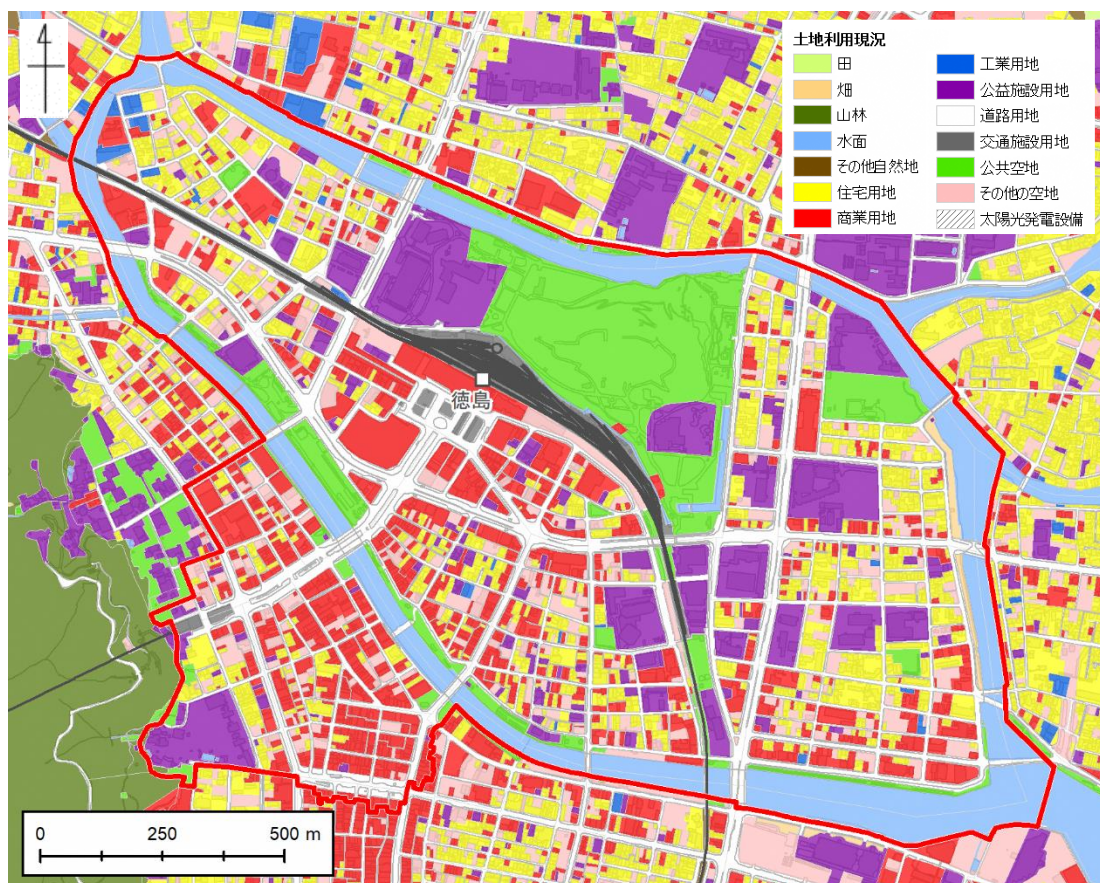 4
土地利用現況
田
畑
山林
水面
その他自然地
住宅用地
商業用地
工業用地
公益施設用地
道路用地
交通施設用地
公共空地
その他の空地
太陽光発電設備
徳島
0 250 500 m